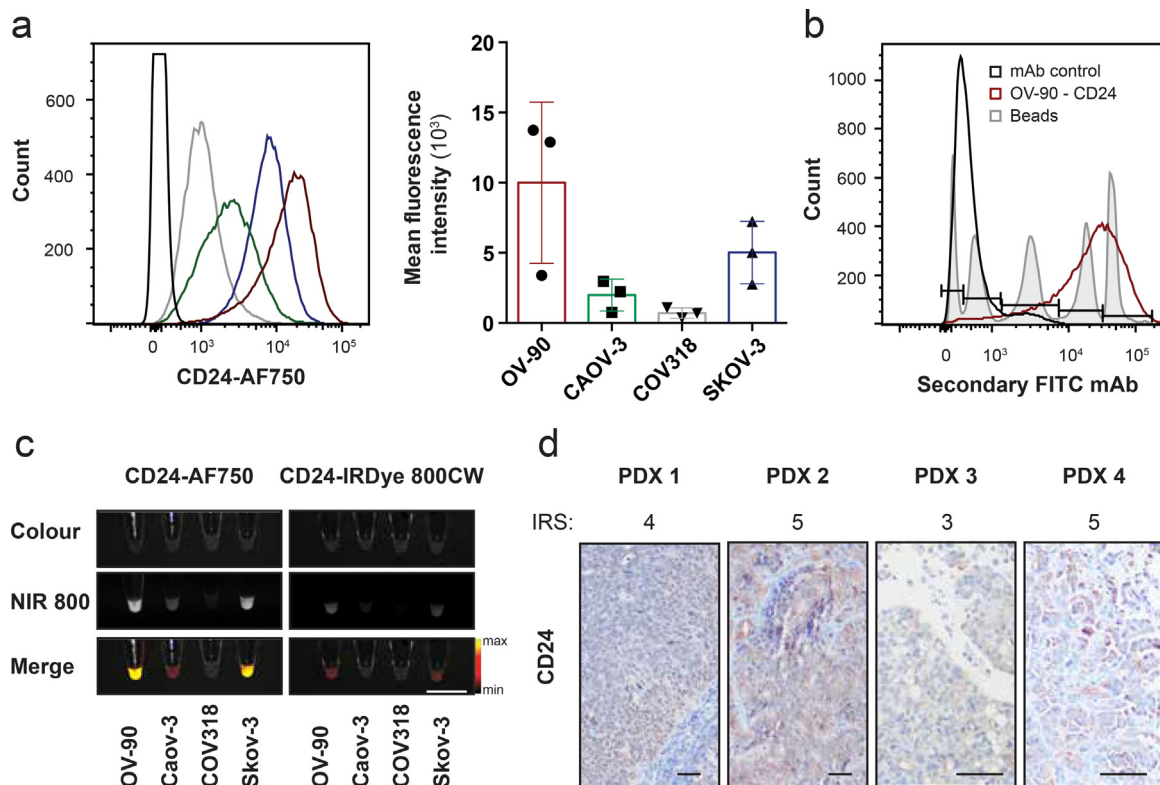 a
Count
600
400
200
0
0
10³
10⁴
10⁵
CD24-AF750
Mean fluorescence
intensity (10³)
20
15
10
5
0
OV-90
CAOV-3
COV318
SKOV-3
b
Count
1000
800
600
400
200
0
mAb control
OV-90 - CD24
Beads
0
10³
10⁴
10⁵
Secondary FITC mAb
c
CD24-AF750
CD24-IRDye 800CW
Colour
NIR 800
Merge
max
min
OV-90
Caov-3
COV318
Skov-3
OV-90
Caov-3
COV318
Skov-3
d
PDX 1
PDX 2
PDX 3
PDX 4
IRS:
4
5
3
5
CD24